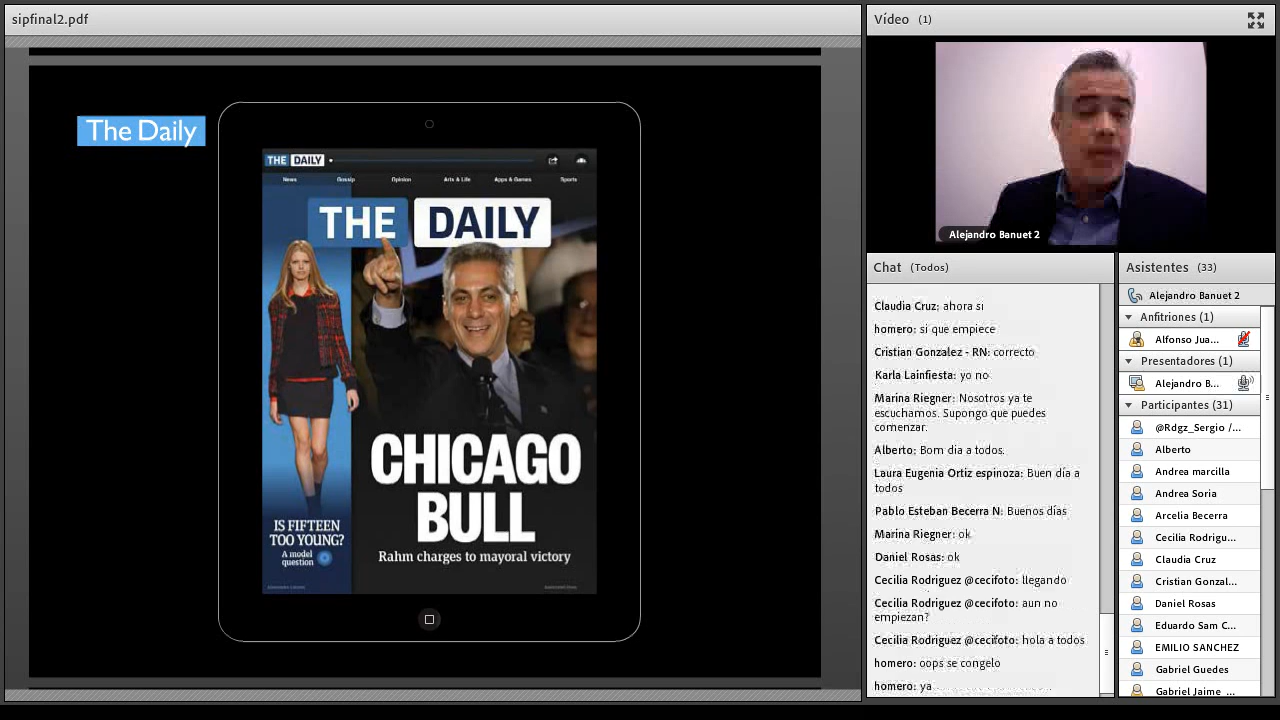 sipfinal2.pdf
The Daily
THE DAILY
News Gossip Opinion Arts & Life Apps & Games Sports
THE DAILY
CHICAGO
BULL
Rahm charges to mayoral victory
IS FIFTEEN
TOO YOUNG?
A model
question
Vídeo (1)
Alejandro Banuet 2
Chat (Todos)
Claudia Cruz: ahora si
homero: si que empiece
Cristian Gonzalez - RN: correcto
Karla Lainfiesta: yo no
Marina Riegner: Nosotros ya te
escuchamos. Supongo que puedes
comenzar.
Alberto: Bom dia a todos.
Laura Eugenia Ortiz espinoza: Buen día a
todos
Pablo Esteban Becerra N: Buenos días
Marina Riegner: ok
Daniel Rosas: ok
Cecilia Rodriguez @cecifoto: llegando
Cecilia Rodriguez @cecifoto: aun no
empiezan?
Cecilia Rodriguez @cecifoto: hola a todos
homero: oops se congelo
homero: ya
Asistentes (33)
Alejandro Banuet 2
Anfitriones (1)
Alfonso Jua...
Presentadores (1)
Alejandro B...
Participantes (31)
@Rdgz_Sergio /...
Alberto
Andrea marcilla
Andrea Soria
Arcelia Becerra
Cecilia Rodrigu...
Claudia Cruz
Cristian Gonzal...
Daniel Rosas
Eduardo Sam C...
EMILIO SANCHEZ
Gabriel Guedes
Gabriel Jaime ...